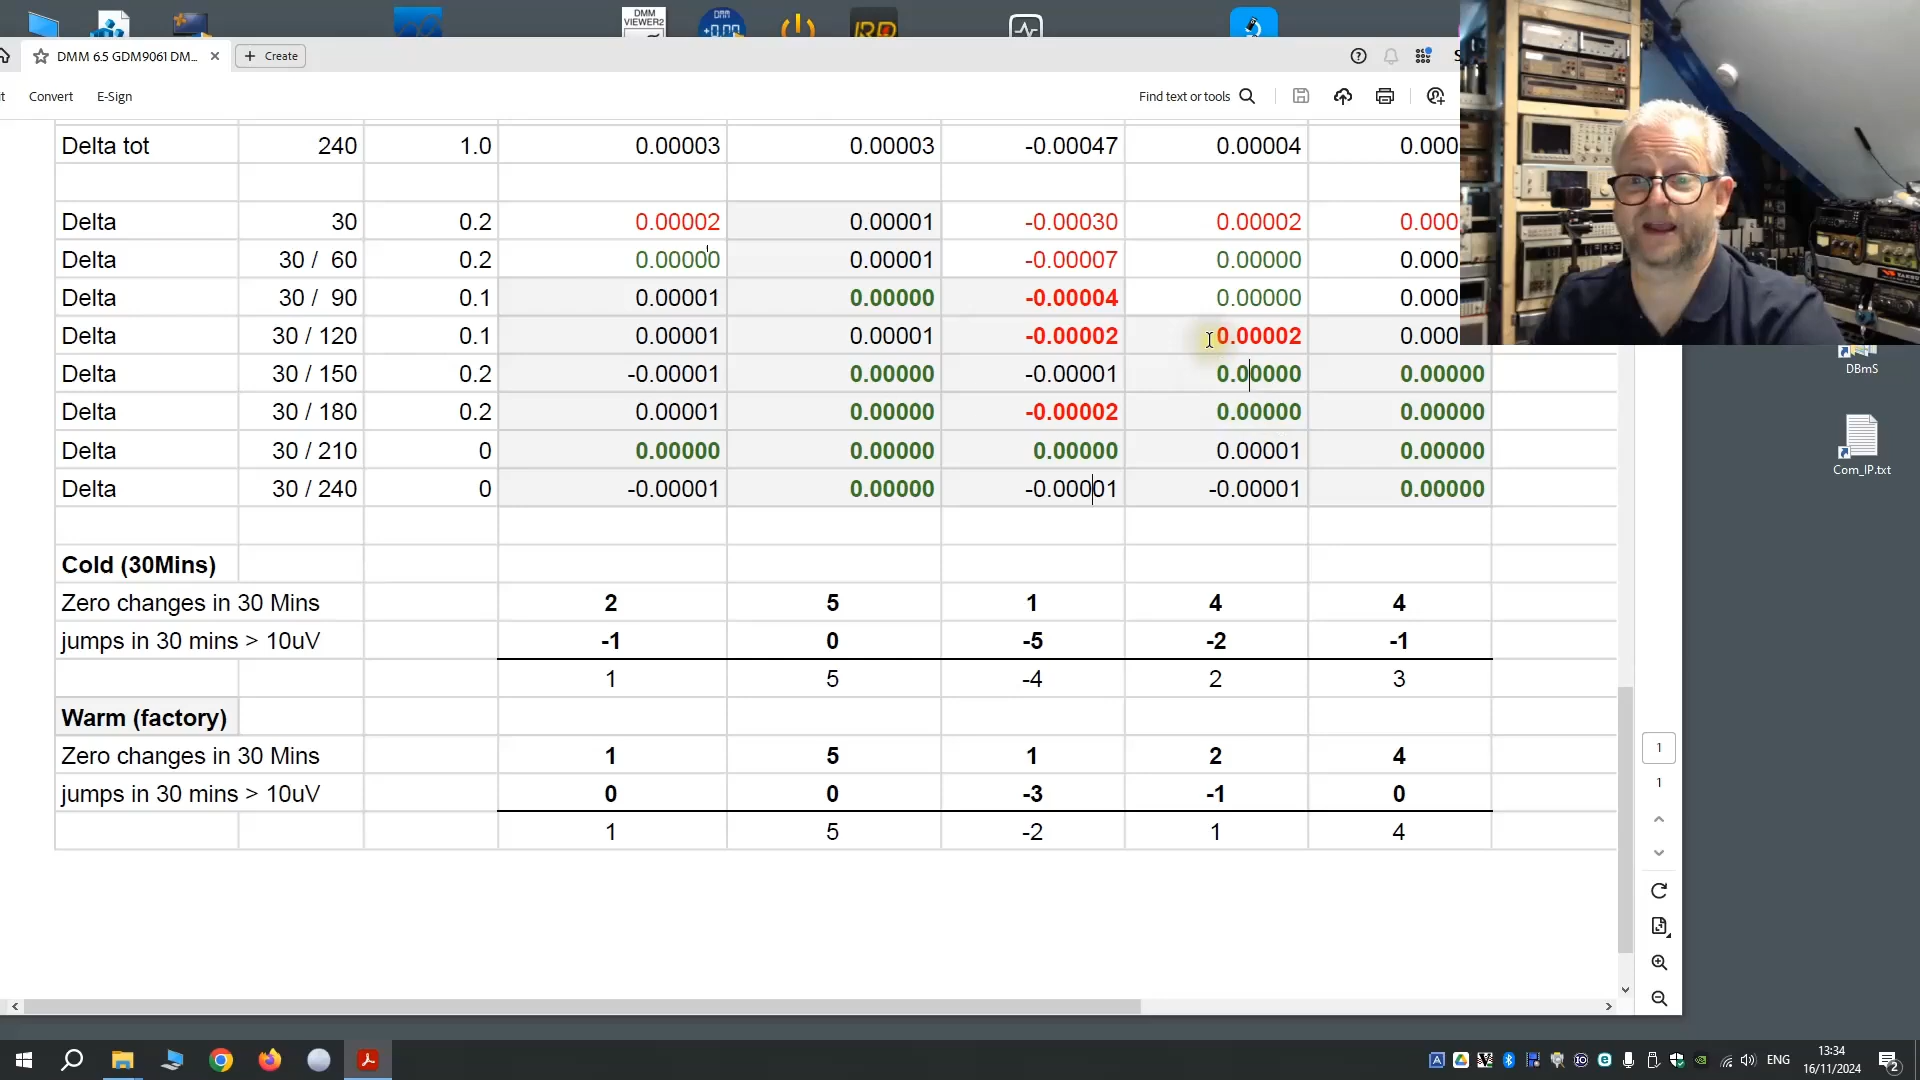 DMM
VIEWER2
DMM
+0.00
RD
DMM 6.5 GDM9061 DM...
Create
Convert
E-Sign
Find text or tools
Delta tot 240 1.0 0.00003 0.00003 -0.00047 0.00004 0.000
Delta 30 0.2 0.00002 0.00001 -0.00030 0.00002 0.000
Delta 30 / 60 0.2 0.00000 0.00001 -0.00007 0.00000 0.000
Delta 30 / 90 0.1 0.00001 0.00000 -0.00004 0.00000 0.000
Delta 30 / 120 0.1 0.00001 0.00001 -0.00002 0.00002 0.000
Delta 30 / 150 0.2 -0.00001 0.00000 -0.00001 0.00000 0.00000
Delta 30 / 180 0.2 0.00001 0.00000 -0.00002 0.00000 0.00000
Delta 30 / 210 0 0.00000 0.00000 0.00000 0.00001 0.00000
Delta 30 / 240 0 -0.00001 0.00000 -0.00001 -0.00001 0.00000
Cold (30Mins)
Zero changes in 30 Mins 2 5 1 4 4
jumps in 30 mins > 10uV -1 0 -5 -2 -1
1 5 -4 2 3
Warm (factory)
Zero changes in 30 Mins 1 5 1 2 4
jumps in 30 mins > 10uV 0 0 -3 -1 0
1 5 -2 1 4
1
1
DBmS
Com_IP.txt
ENG
13:34
16/11/2024
2